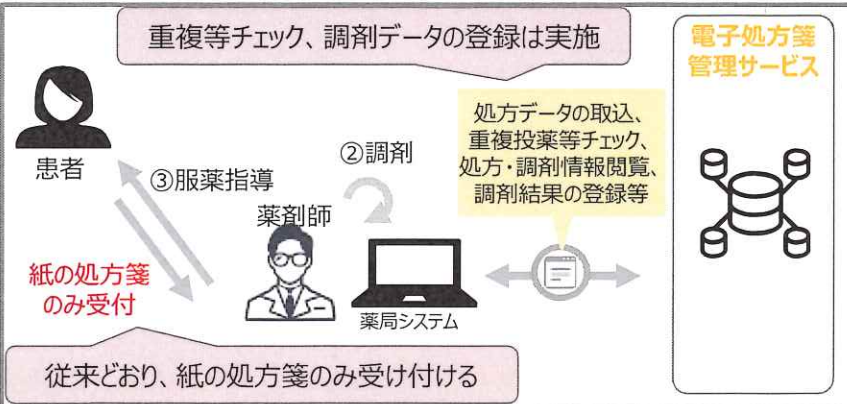 重複等チェック、調剤データの登録は実施
電子処方箋
管理サービス
処方データの取込、
重複投薬等チェック、
処方・調剤情報閲覧、
調剤結果の登録等
患者
②調剤
③服薬指導
薬剤師
紙の処方箋
のみ受付
薬局システム
従来どおり、紙の処方箋のみ受け付ける